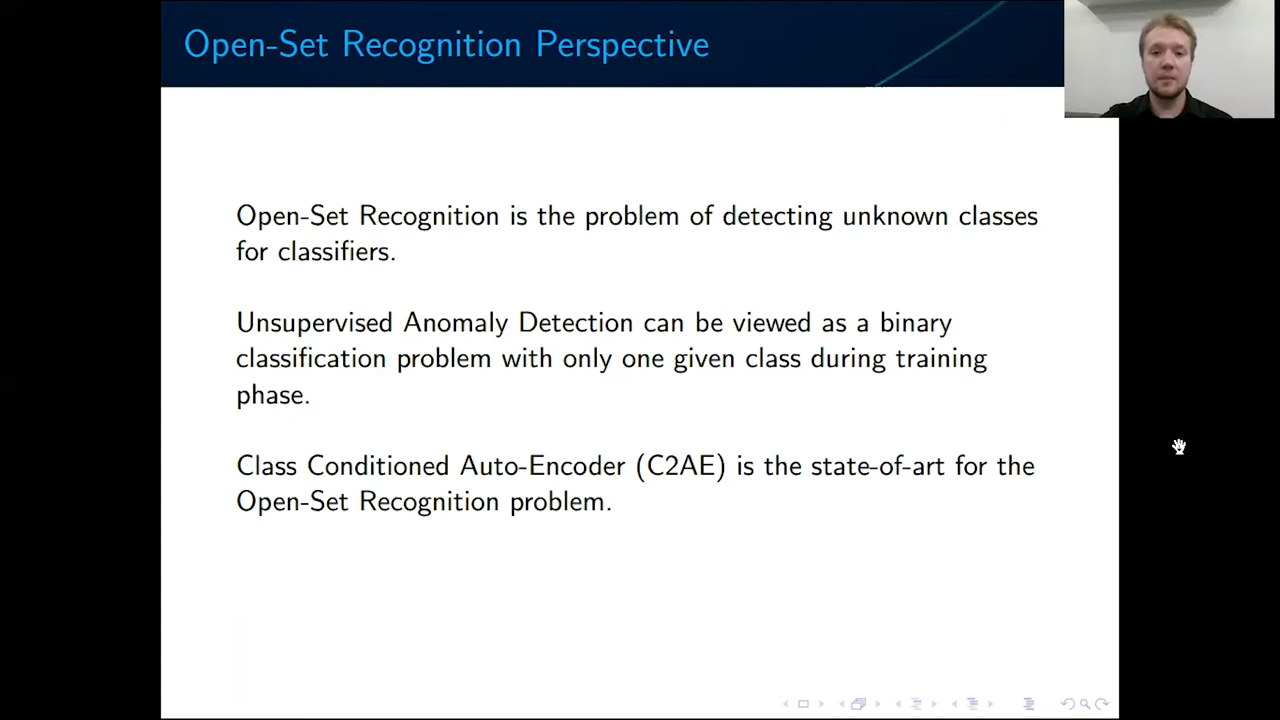 Open-Set Recognition Perspective
Open-Set Recognition is the problem of detecting unknown classes
for classifiers.
Unsupervised Anomaly Detection can be viewed as a binary
classification problem with only one given class during training
phase.
Class Conditioned Auto-Encoder (C2AE) is the state-of-art for the
Open-Set Recognition problem.